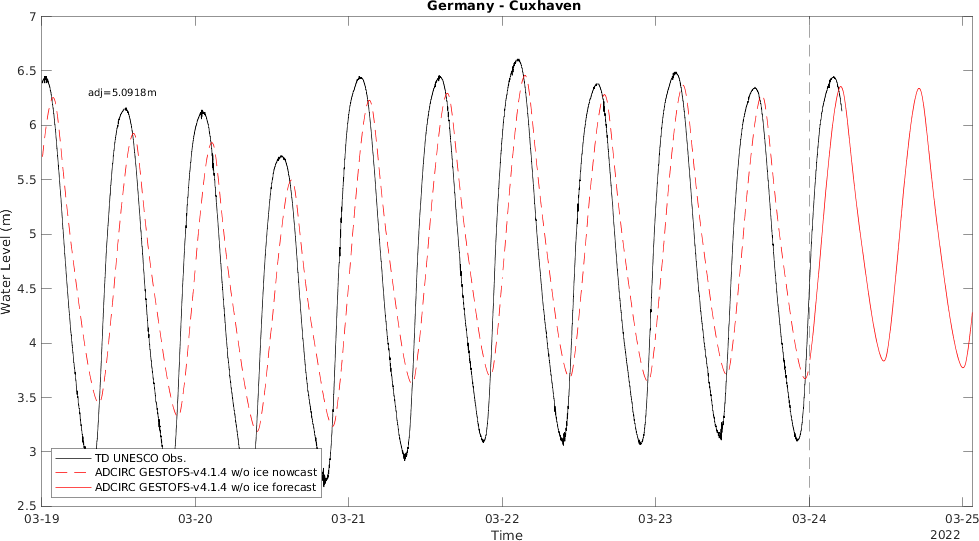 Germany - Cuxhaven
7
6.5
6
5.5
5
4.5
4
3.5
3
2.5
Water Level (m)
adj=5.0918m
TD UNESCO Obs.
ADCIRC GESTOFS-v4.1.4 w/o ice nowcast
ADCIRC GESTOFS-v4.1.4 w/o ice forecast
03-19 03-20 03-21 03-22 03-23 03-24 03-25
Time
2022